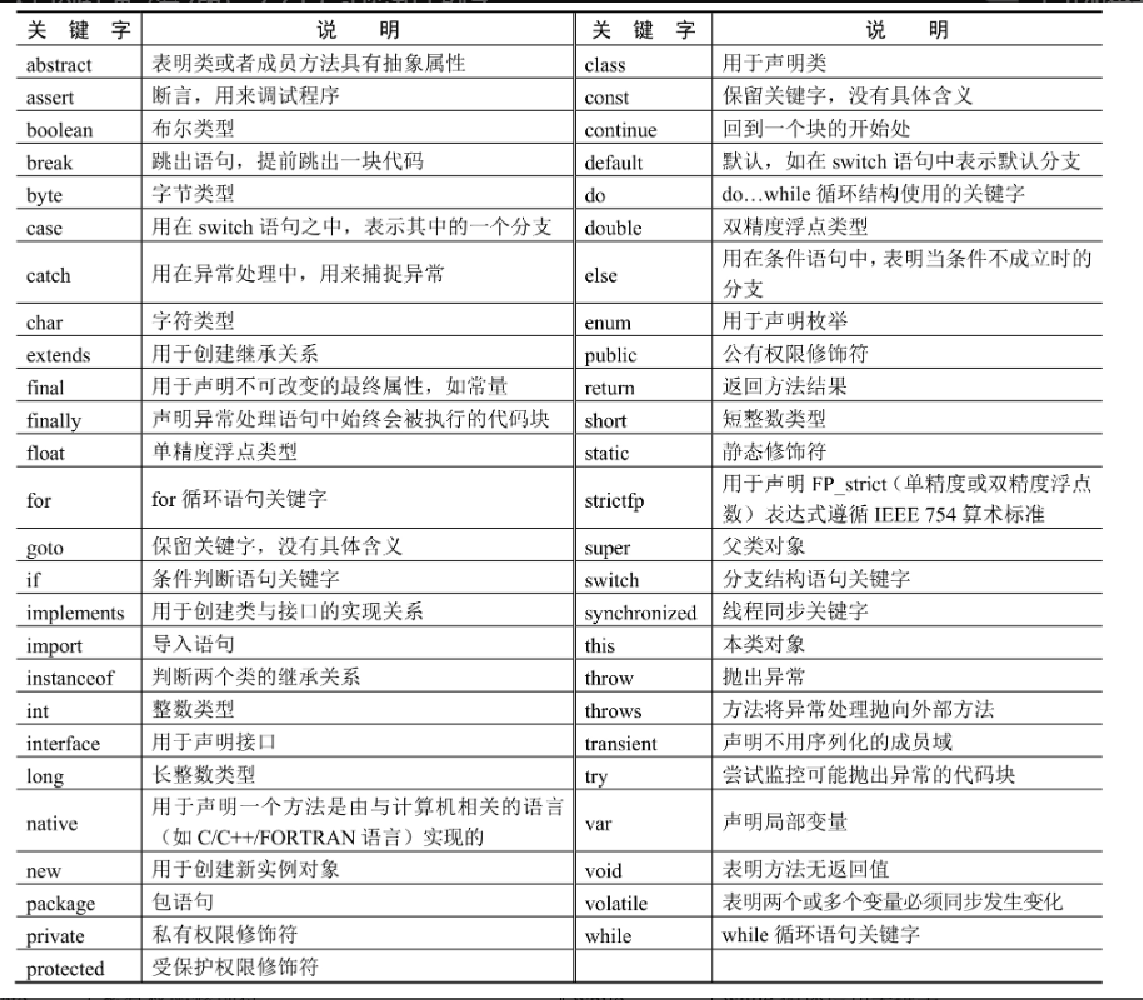 关 键 字 说 明 关 键 字 说 明
abstract 表明类或者成员方法具有抽象属性 class 用于声明类
assert 断言，用来调试程序 const 保留关键字，没有具体含义
boolean 布尔类型 continue 回到一个块的开始处
break 跳出语句，提前跳出一块代码 default 默认，如在 switch 语句中表示默认分支
byte 字节类型 do do…while 循环结构使用的关键字
case 用在 switch 语句之中，表示其中的一个分支 double 双精度浮点类型
catch 用在异常处理中，用来捕捉异常 else 用在条件语句中，表明当条件不成立时的
分支
char 字符类型 enum 用于声明枚举
extends 用于创建继承关系 public 公有权限修饰符
final 用于声明不可改变的最终属性，如常量 return 返回方法结果
finally 声明异常处理语句中始终会被执行的代码块 short 短整数类型
float 单精度浮点类型 static 静态修饰符
for for 循环语句关键字 strictfp 用于声明 FP_strict（单精度或双精度浮点
数）表达式遵循 IEEE 754 算术标准
goto 保留关键字，没有具体含义 super 父类对象
if 条件判断语句关键字 switch 分支结构语句关键字
implements 用于创建类与接口的实现关系 synchronized 线程同步关键字
import 导入语句 this 本类对象
instanceof 判断两个类的继承关系 throw 抛出异常
int 整数类型 throws 方法将异常处理抛向外部方法
interface 用于声明接口 transient 声明不用序列化的成员域
long 长整数类型 try 尝试监控可能抛出异常的代码块
native 用于声明一个方法是由与计算机相关的语言 var 声明局部变量
（如 C/C++/FORTRAN 语言）实现的
new 用于创建新实例对象 void 表明方法无返回值
package 包语句 volatile 表明两个或多个变量必须同步发生变化
private 私有权限修饰符 while while 循环语句关键字
protected 受保护权限修饰符